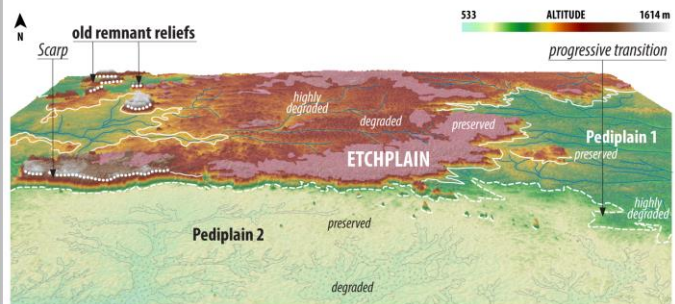 533 ALTITUDE 1614 m
N
old remnant reliefs
Scarp
progressive transition
highly
degraded
degraded
preserved
Pediplain 1
ETCHPLAIN
preserved
highly
degraded
preserved
Pediplain 2
degraded